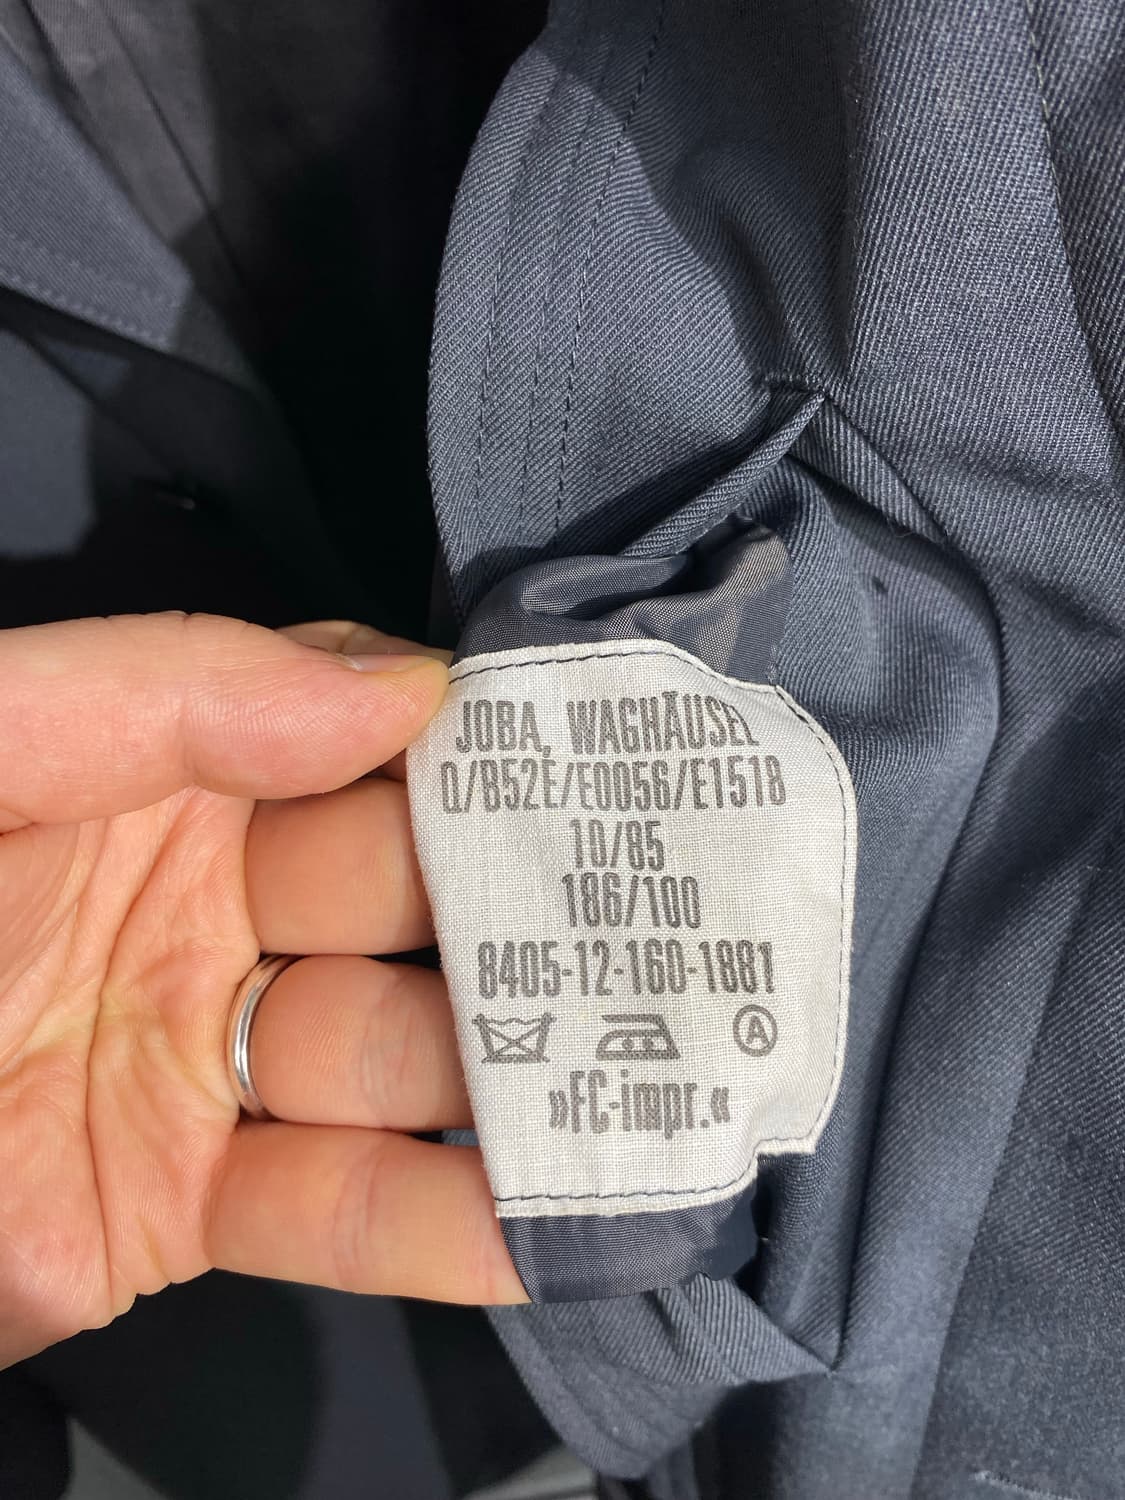 JOBA, WAGHÄUSEL
Q/B52E/E0056/E1518
10/85
186/100
8405-12-160-1881
A
»FC-impr.«